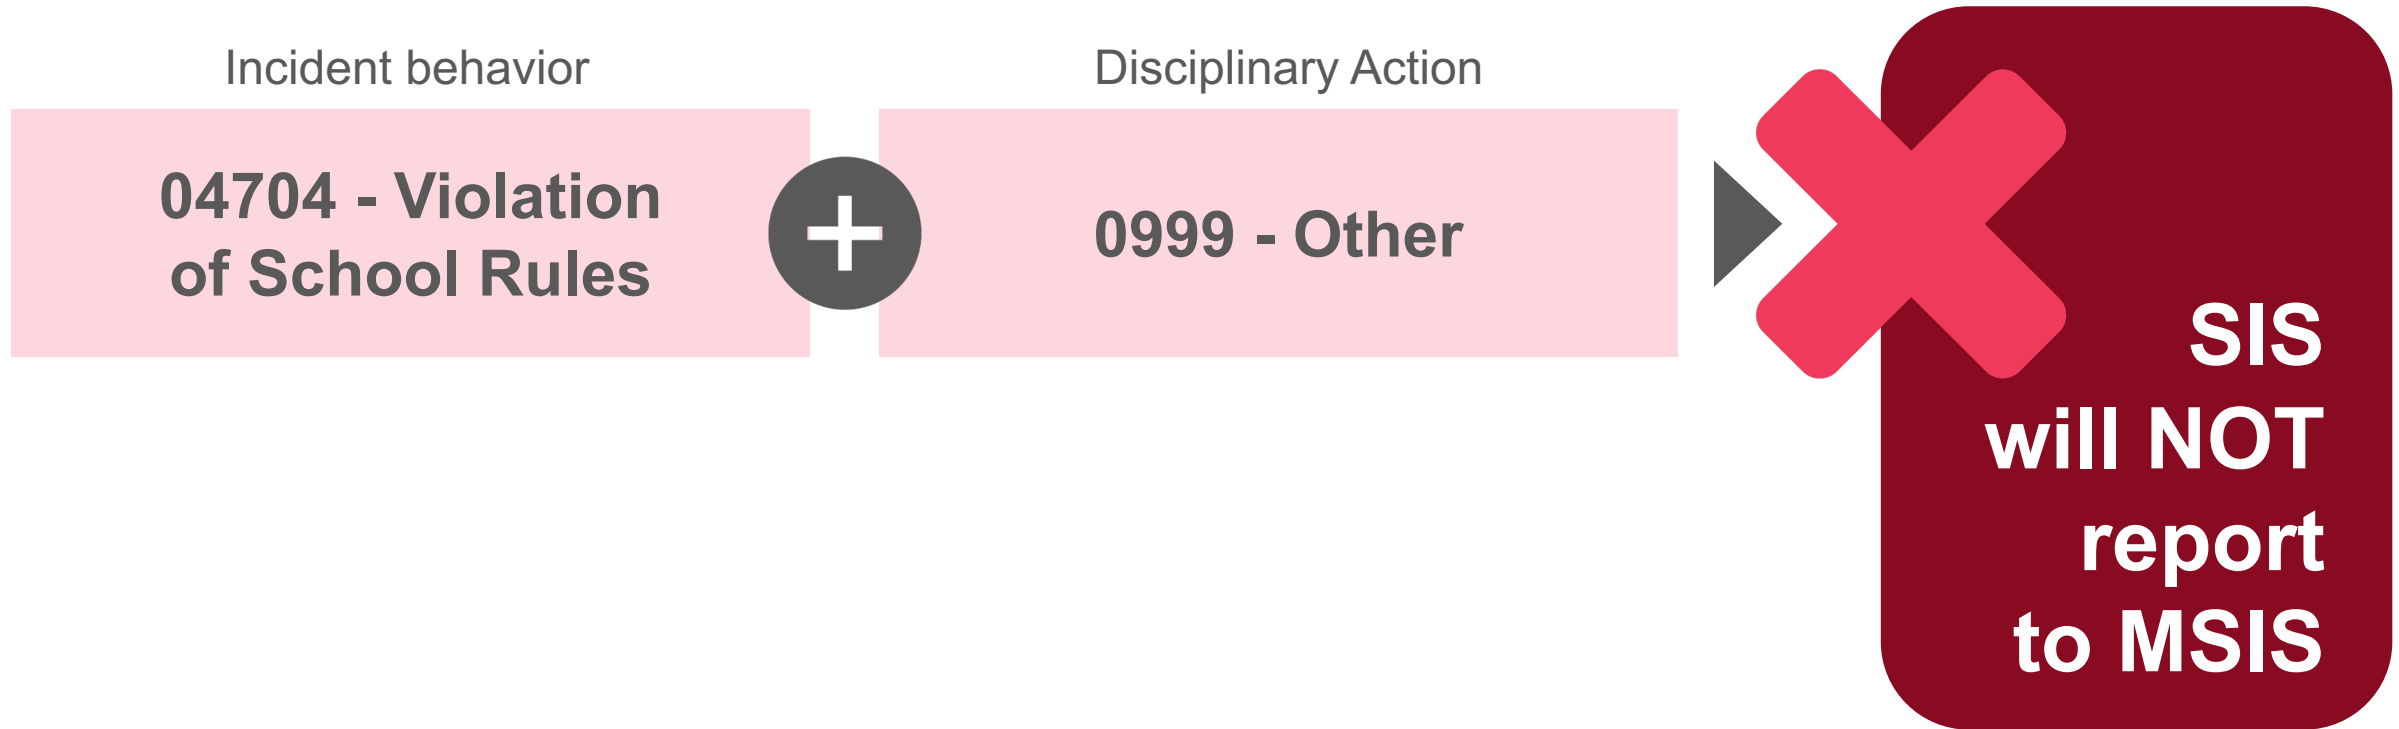 Incident behavior
04704 - Violation
of School Rules
Disciplinary Action
0999 - Other
SIS
will NOT
report
to MSIS